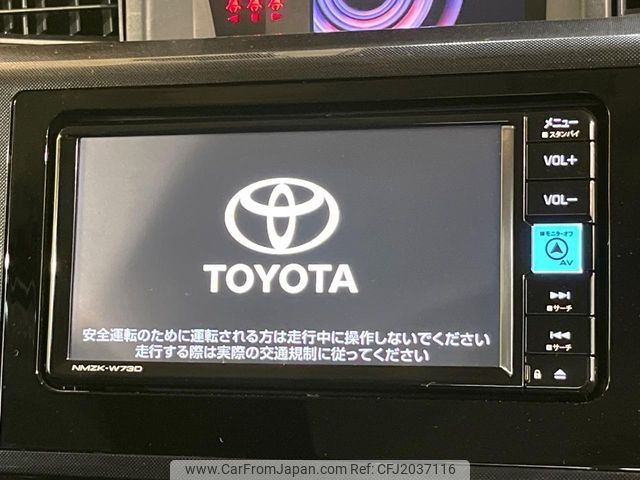 メニュー
■ スタンバイ
VOL+
VOL−
■ モニタ・オフ
AV
■ サーチ
■ サーチ
TOYOTA
安全運転のために運転される方は走行中に操作しないでください
走行する際は実際の交通規制に従ってください
NMZK-W73D
www.CarFromJapan.com | Ref No. CFJ2037116